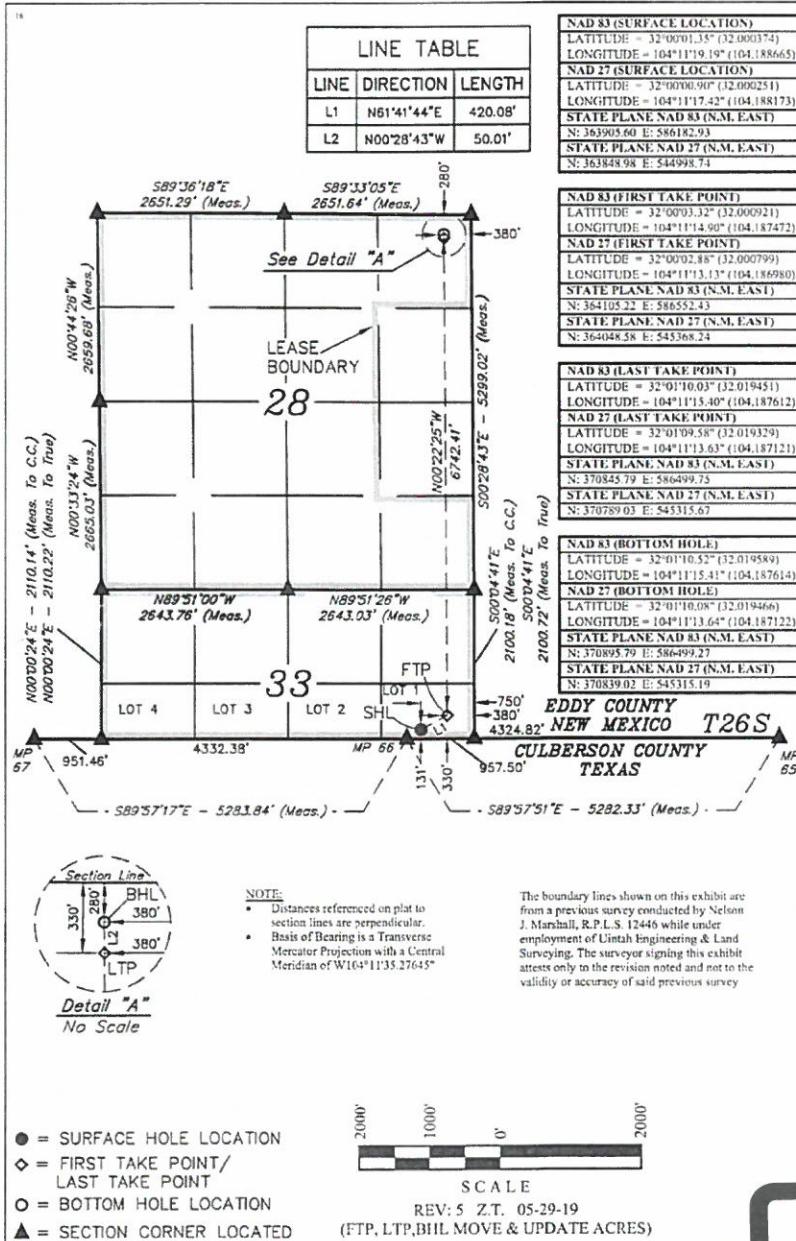 LINE TABLE
LINE DIRECTION LENGTH
L1 N61°41'44"E 420.08'
L2 N00°28'43"W 50.01'
NAD 83 (SURFACE LOCATION)
LATITUDE = 32°00'01.35" (32.000374)
LONGITUDE = 104°11'19.19" (104.188665)
NAD 27 (SURFACE LOCATION)
LATITUDE = 32°00'00.90" (32.000251)
LONGITUDE = 104°11'17.42" (104.188173)
STATE PLANE NAD 83 (N.M. EAST)
N: 363905.60 E: 586182.93
STATE PLANE NAD 27 (N.M. EAST)
N: 363848.98 E: 544998.74
NAD 83 (FIRST TAKE POINT)
LATITUDE = 32°00'03.32" (32.000921)
LONGITUDE = 104°11'14.90" (104.187472)
NAD 27 (FIRST TAKE POINT)
LATITUDE = 32°00'02.88" (32.000799)
LONGITUDE = 104°11'13.13" (104.186980)
STATE PLANE NAD 83 (N.M. EAST)
N: 364105.22 E: 586552.43
STATE PLANE NAD 27 (N.M. EAST)
N: 364048.58 E: 545368.24
NAD 83 (LAST TAKE POINT)
LATITUDE = 32°01'10.03" (32.019451)
LONGITUDE = 104°11'15.40" (104.187612)
NAD 27 (LAST TAKE POINT)
LATITUDE = 32°01'09.58" (32.019329)
LONGITUDE = 104°11'13.63" (104.187121)
STATE PLANE NAD 83 (N.M. EAST)
N: 370845.79 E: 586499.75
STATE PLANE NAD 27 (N.M. EAST)
N: 370789.03 E: 545315.67
NAD 83 (BOTTOM HOLE)
LATITUDE = 32°01'10.52" (32.019589)
LONGITUDE = 104°11'15.41" (104.187614)
NAD 27 (BOTTOM HOLE)
LATITUDE = 32°01'10.08" (32.019466)
LONGITUDE = 104°11'13.64" (104.187122)
STATE PLANE NAD 83 (N.M. EAST)
N: 370895.79 E: 586499.27
STATE PLANE NAD 27 (N.M. EAST)
N: 370839.02 E: 545315.19
S89°36'18"E
2651.29' (Meas.)
S89°33'05"E
2651.64' (Meas.)
280'
380'
See Detail "A"
N00°44'26"W
2659.68' (Meas.)
LEASE
BOUNDARY
28
S00°28'43"E - 5299.02' (Meas.)
N00°22'25"W
6742.41'
N00°33'24"W
2665.03' (Meas.)
N00°00'24"E - 2110.14' (Meas. To C.C.)
N00°00'24"E - 2110.22' (Meas. To True)
N89°51'00"W
2643.76' (Meas.)
N89°51'26"W
2643.03' (Meas.)
S00°04'41"E
2100.18' (Meas. To C.C.)
S00°04'41"E
2100.72' (Meas. To True)
33
LOT 4
LOT 3
LOT 2
LOT 1
FTP
SHL
L1
750'
380'
4324.82'
EDDY COUNTY
NEW MEXICO T26S
CULBERSON COUNTY
TEXAS
MP
67
951.46'
4332.38'
MP 66
131'
330'
957.50'
MP
65
S89°57'17"E - 5283.84' (Meas.)
S89°57'51"E - 5282.33' (Meas.)
Section Line
BHL
330'
280'
380'
L2
380'
LTP
Detail "A"
No Scale
NOTE:
• Distances referenced on plat to
section lines are perpendicular.
• Basis of Bearing is a Transverse
Mercator Projection with a Central
Meridian of W104°11'35.27645"
The boundary lines shown on this exhibit are
from a previous survey conducted by Nelson
J. Marshall, R.P.L.S. 12446 while under
employment of Uintah Engineering & Land
Surveying. The surveyor signing this exhibit
attests only to the revision noted and not to the
validity or accuracy of said previous survey
● = SURFACE HOLE LOCATION
◇ = FIRST TAKE POINT/
LAST TAKE POINT
○ = BOTTOM HOLE LOCATION
▲ = SECTION CORNER LOCATED
2000' 1000' 0' 2000'
SCALE
REV: 5 Z.T. 05-29-19
(FTP, LTP,BHL MOVE & UPDATE ACRES)